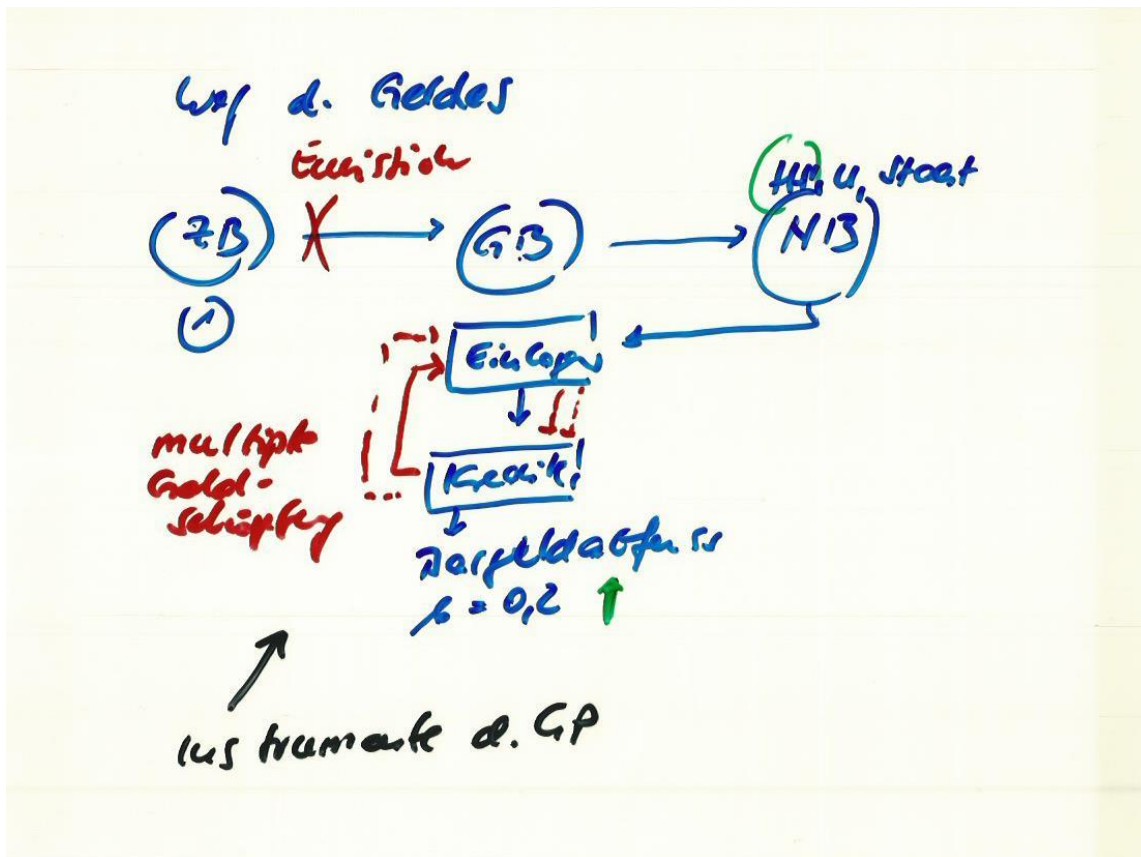 Weg d. Geldes
Emission
HH, U, Staat
ZB
GB
NB
1
Einlagen
multiple
Geld-
schöpfung
Kredit
Bargeldabfluss
b = 0,2
Instrumente d. GP